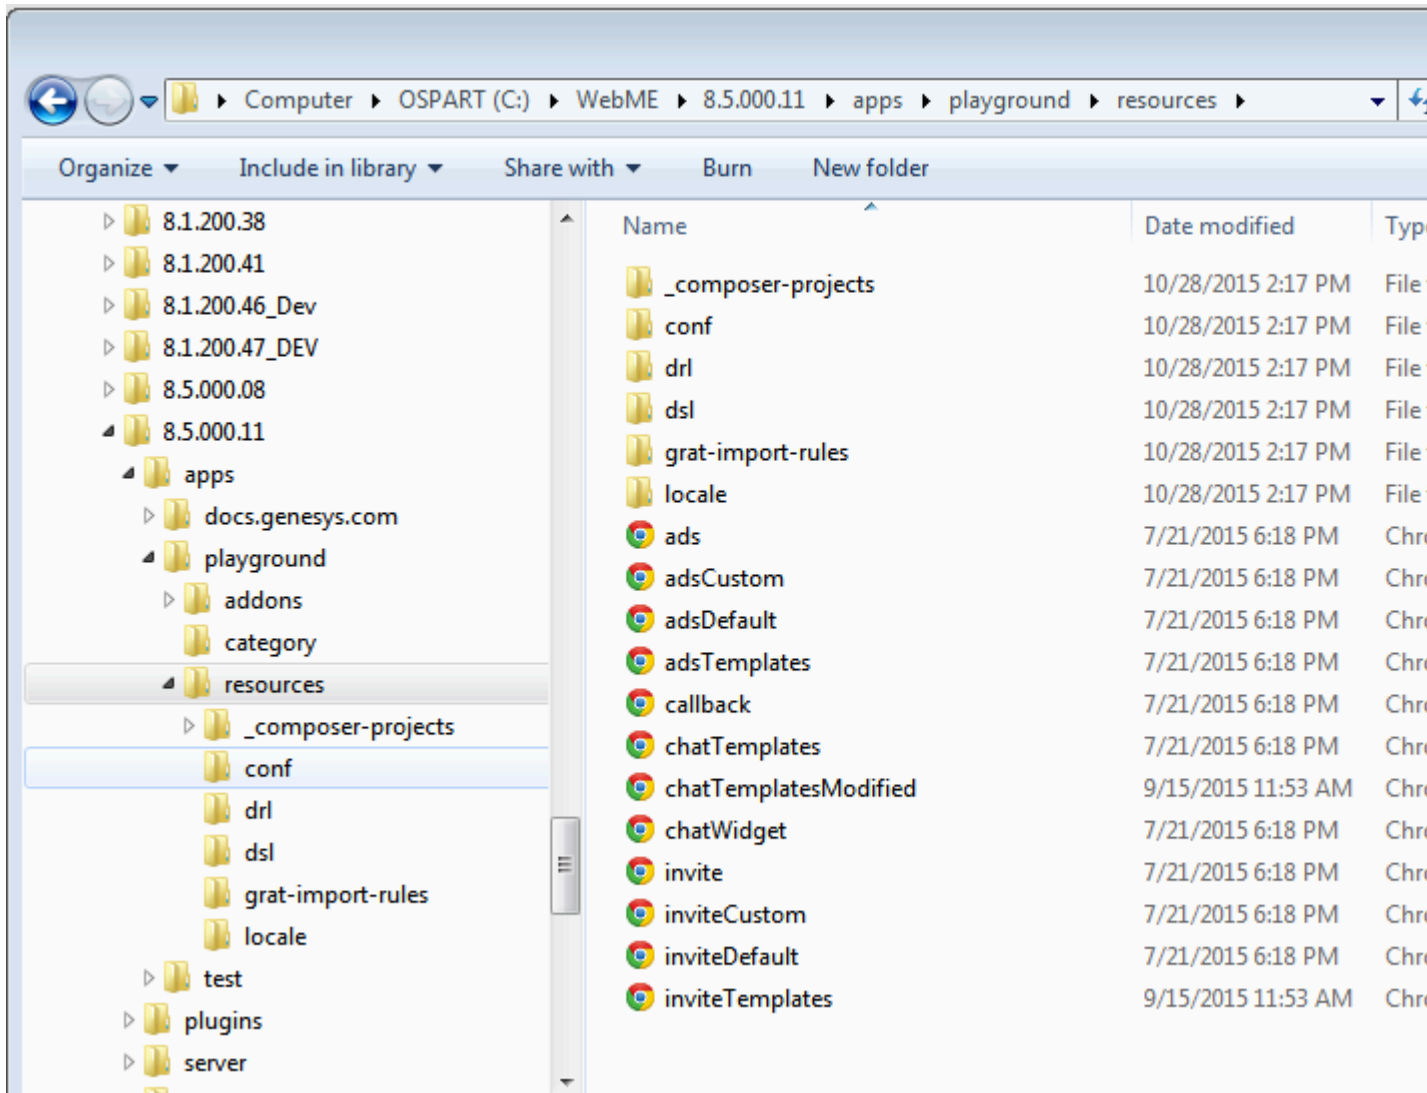 Computer OSPART (C:) WebME 8.5.000.11 apps playground resources
Organize Include in library Share with Burn New folder
8.1.200.38
8.1.200.41
8.1.200.46_Dev
8.1.200.47_DEV
8.5.000.08
8.5.000.11
apps
docs.genesys.com
playground
addons
category
resources
_composer-projects
conf
drl
dsl
grat-import-rules
locale
test
plugins
server
Name Date modified
_composer-projects 10/28/2015 2:17 PM File
conf 10/28/2015 2:17 PM File
drl 10/28/2015 2:17 PM File
dsl 10/28/2015 2:17 PM File
grat-import-rules 10/28/2015 2:17 PM File
locale 10/28/2015 2:17 PM File
ads 7/21/2015 6:18 PM
adsCustom 7/21/2015 6:18 PM
adsDefault 7/21/2015 6:18 PM
adsTemplates 7/21/2015 6:18 PM
callback 7/21/2015 6:18 PM
chatTemplates 7/21/2015 6:18 PM
chatTemplatesModified 9/15/2015 11:53 AM
chatWidget 7/21/2015 6:18 PM
invite 7/21/2015 6:18 PM
inviteCustom 7/21/2015 6:18 PM
inviteDefault 7/21/2015 6:18 PM
inviteTemplates 9/15/2015 11:53 AM